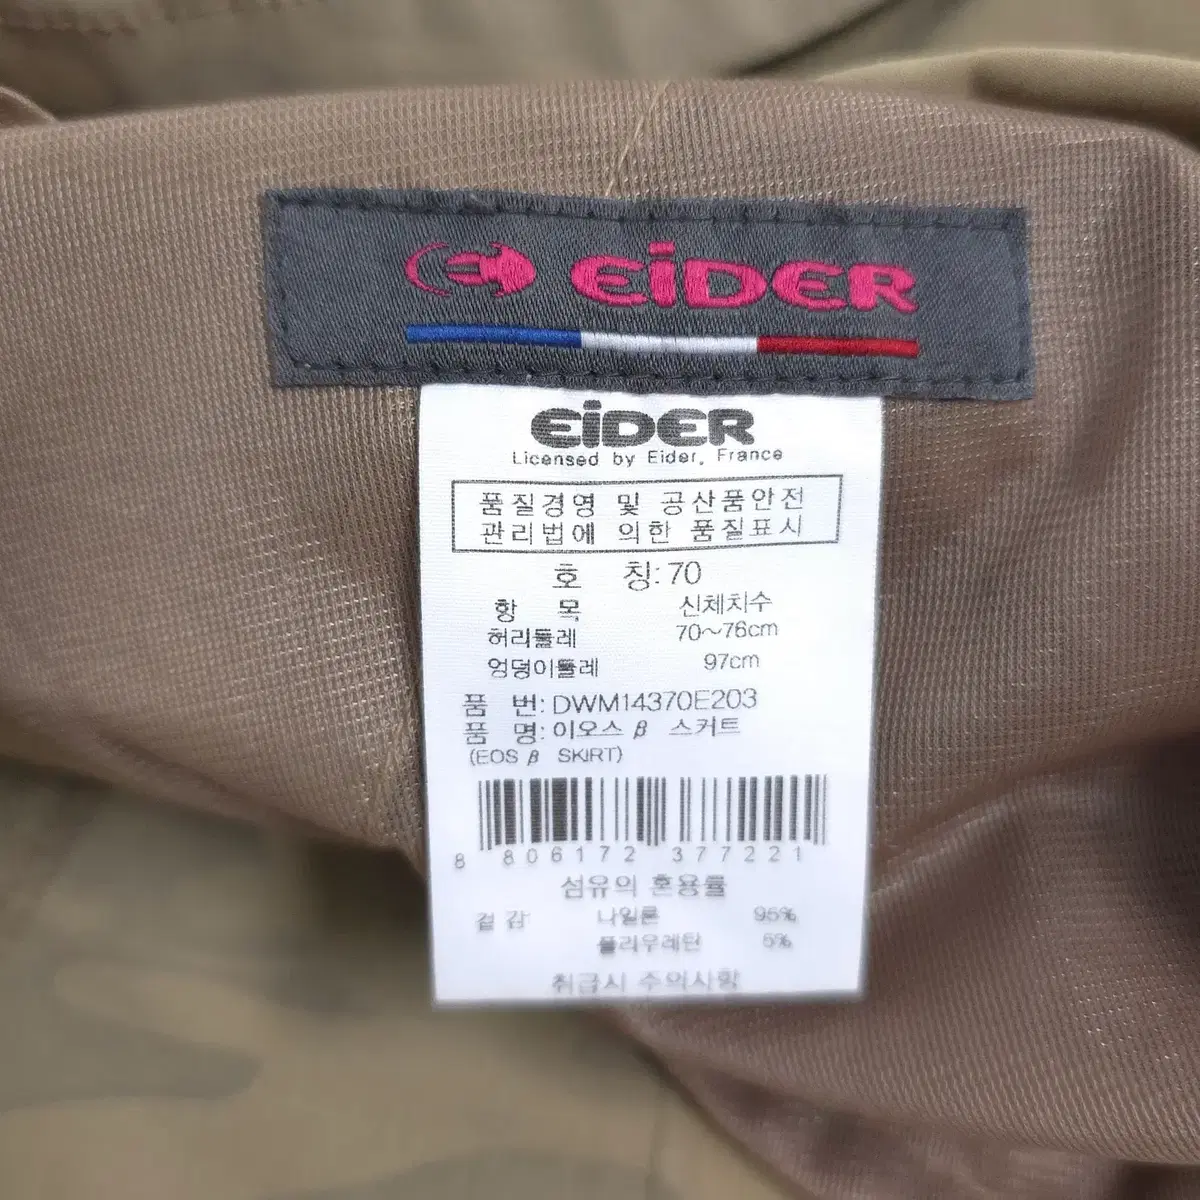 EiDER
EiDER
Licensed by Eider, France
품질경영 및 공산품안전
관리법에 의한 품질표시
호 칭: 70
항 목 신체치수
허리둘레 70~76cm
엉덩이둘레 97cm
품 번: DWM14370E203
품 명: 이오스 β 스커트
(EOS β SKIRT)
8 806172 377221
섬유의 혼용률
겉감 나일론 95%
폴리우레탄 5%
취급시 주의사항